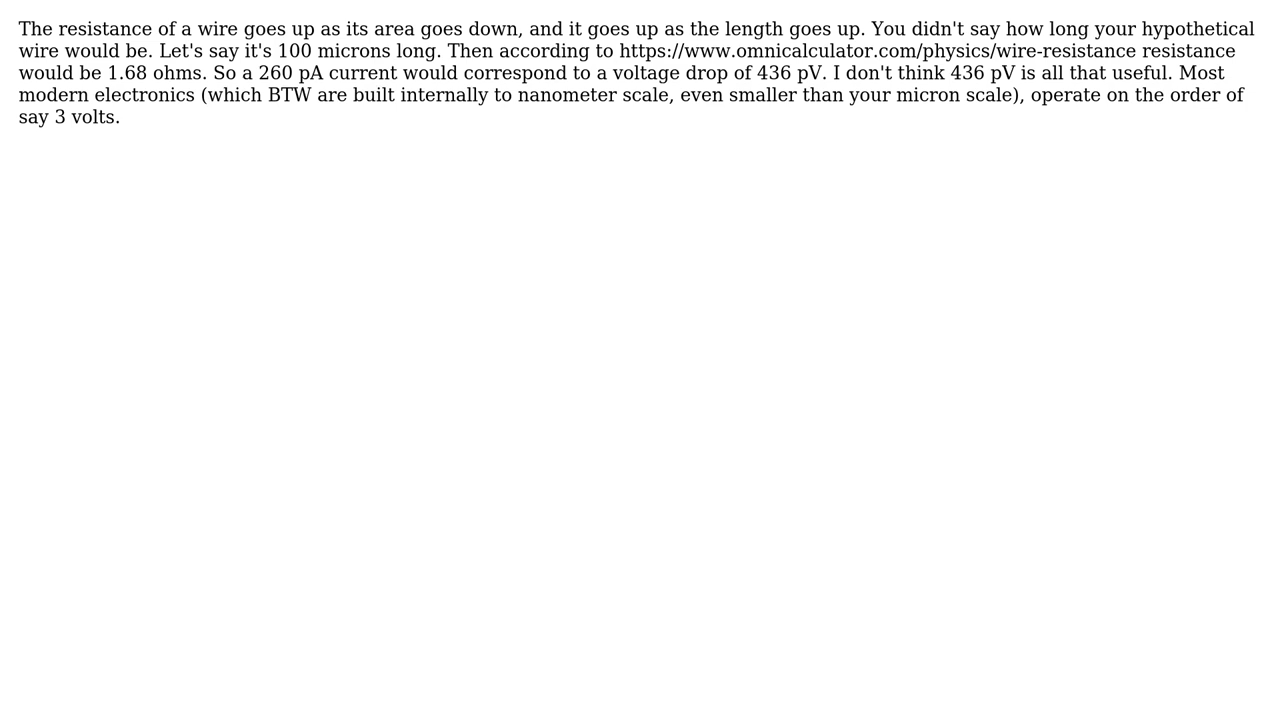 The resistance of a wire goes up as its area goes down, and it goes up as the length goes up. You didn't say how long your hypothetical
wire would be. Let's say it's 100 microns long. Then according to https://www.omnicalculator.com/physics/wire-resistance resistance
would be 1.68 ohms. So a 260 pA current would correspond to a voltage drop of 436 pV. I don't think 436 pV is all that useful. Most
modern electronics (which BTW are built internally to nanometer scale, even smaller than your micron scale), operate on the order of
say 3 volts.